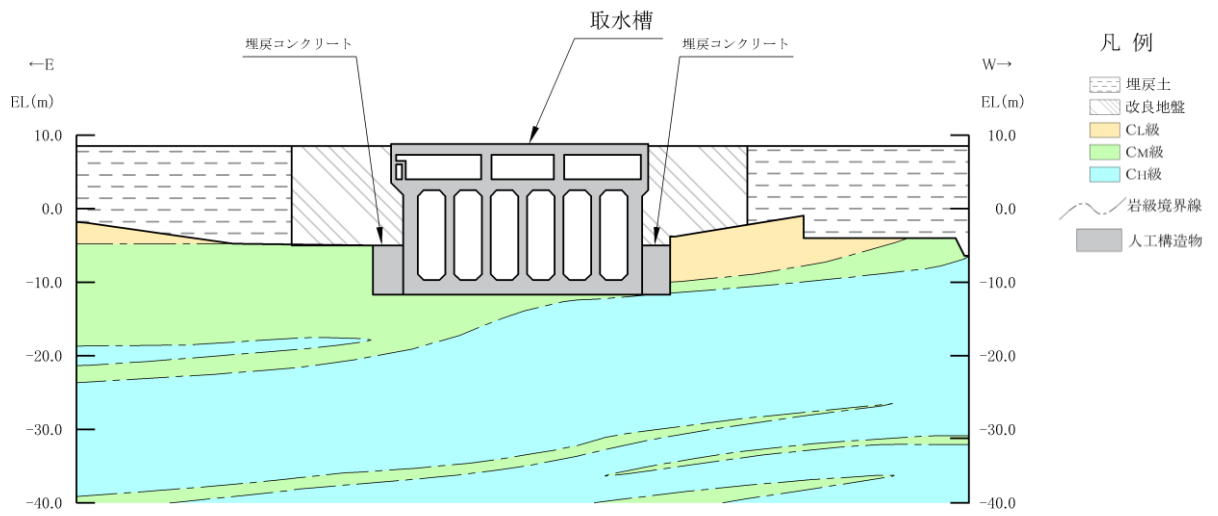 取水槽
埋戻コンクリート
埋戻コンクリート
←E
W→
EL(m)
EL(m)
10.0
0.0
-10.0
-20.0
-30.0
-40.0
10.0
0.0
-10.0
-20.0
-30.0
-40.0
凡 例
埋戻土
改良地盤
CL級
CM級
CH級
岩級境界線
人工構造物